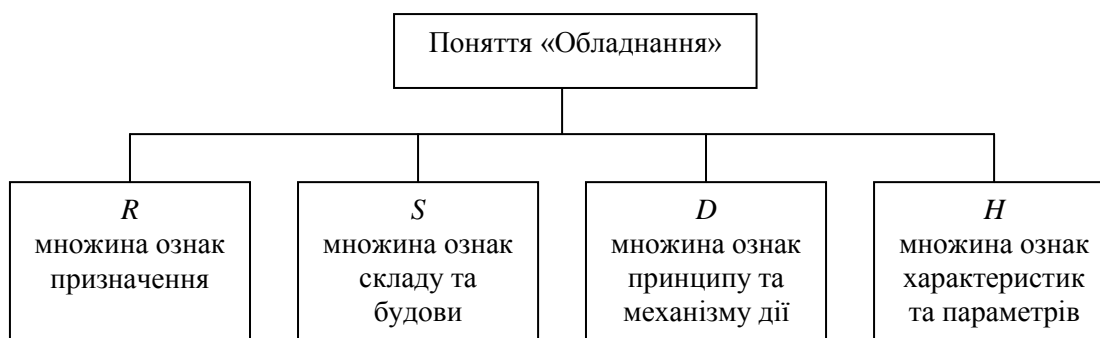 Поняття «Обладнання»
R
множина ознак
призначення
S
множина ознак
складу та
будови
D
множина ознак
принципу та
механізму дії
H
множина ознак
характеристик
та параметрів